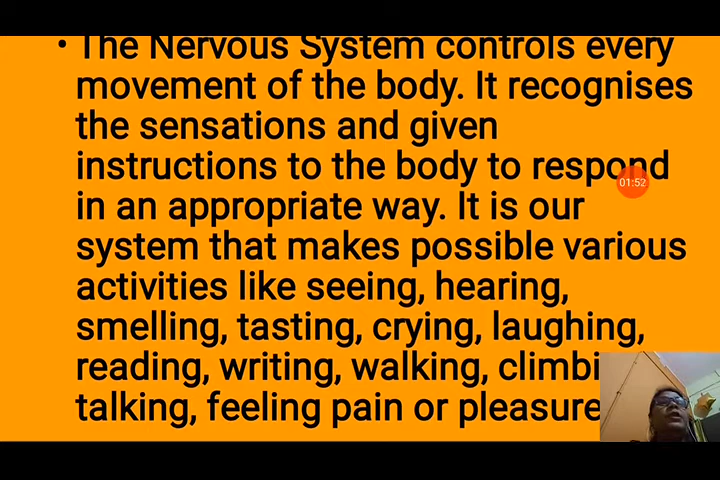 • The Nervous System controls every
movement of the body. It recognises
the sensations and given
instructions to the body to respond
01:52
in an appropriate way. It is our
system that makes possible various
activities like seeing, hearing,
smelling, tasting, crying, laughing,
reading, writing, walking, climbi
talking, feeling pain or pleasure